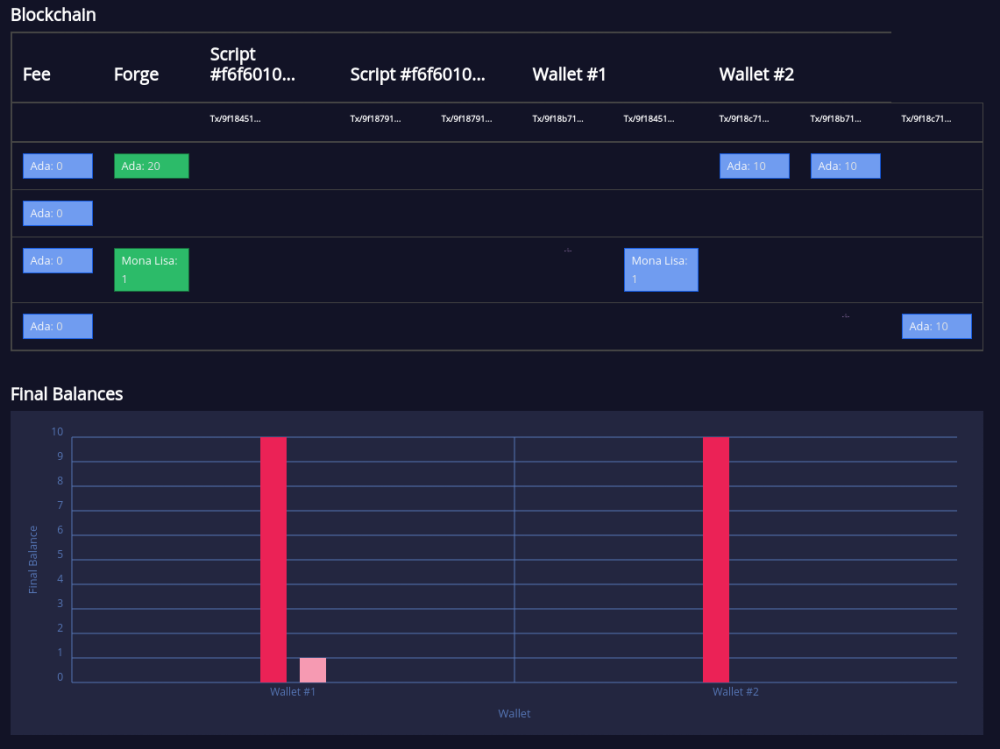 Blockchain
Fee Forge Script #f6f6010... Script #f6f6010... Wallet #1 Wallet #2
Tx/9f18451... Tx/9f18791... Tx/9f18791... Tx/9f18b71... Tx/9f18451... Tx/9f18c71... Tx/9f18b71... Tx/9f18c71...
Ada: 0 Ada: 20 Ada: 10 Ada: 10
Ada: 0
Ada: 0 Mona Lisa: 1 Mona Lisa: 1
Ada: 0 Ada: 10
Final Balances
10
9
8
7
6
5
4
3
2
1
0
Final Balance
Wallet #1 Wallet #2
Wallet